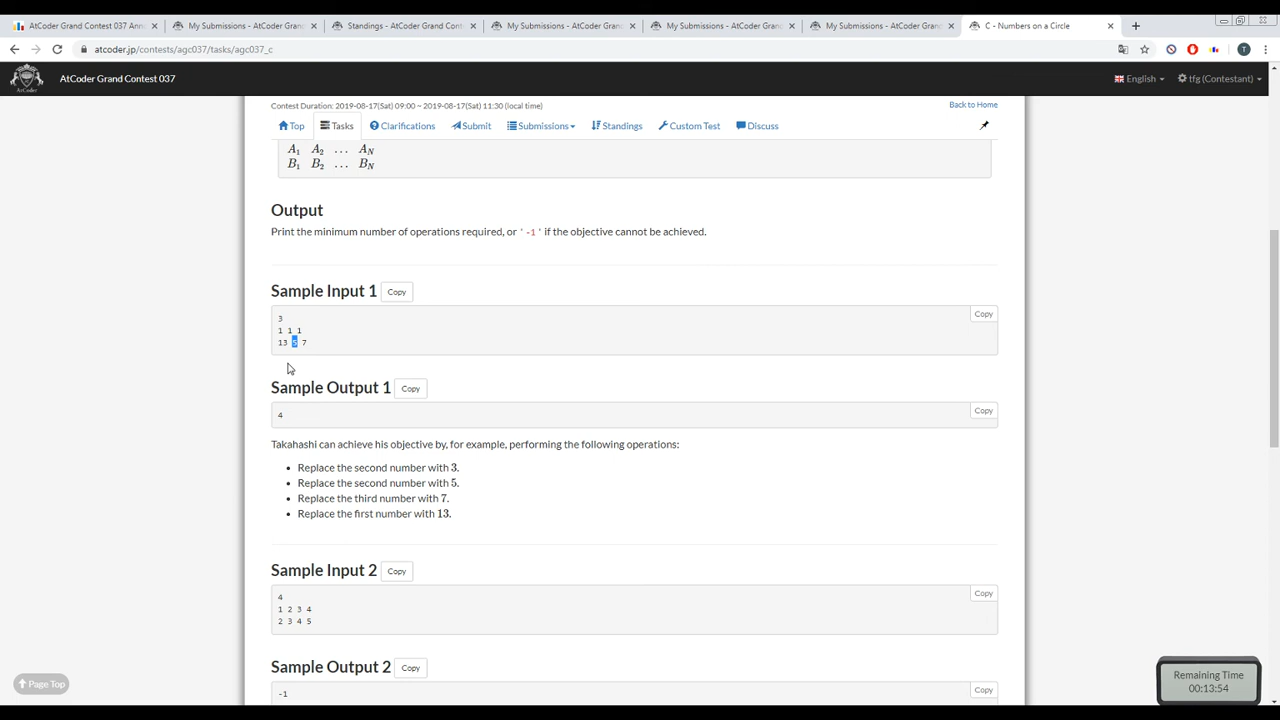 AtCoder Grand Contest 037 Ann
My Submissions - AtCoder Gran
Standings - AtCoder Grand Cont
My Submissions - AtCoder Gran
My Submissions - AtCoder Gran
My Submissions - AtCoder Gran
C - Numbers on a Circle
atcoder.jp/contests/agc037/tasks/agc037_c
AtCoder Grand Contest 037
English
tfg (Contestant)
Contest Duration: 2019-08-17(Sat) 09:00 ~ 2019-08-17(Sat) 11:30 (local time)
Back to Home
Top
Tasks
Clarifications
Submit
Submissions
Standings
Custom Test
Discuss
A1 A2 ... AN
B1 B2 ... BN
Output
Print the minimum number of operations required, or ' -1 ' if the objective cannot be achieved.
Sample Input 1 Copy
Copy
3
1 1 1
13 5 7
Sample Output 1 Copy
Copy
4
Takahashi can achieve his objective by, for example, performing the following operations:
• Replace the second number with 3.
• Replace the second number with 5.
• Replace the third number with 7.
• Replace the first number with 13.
Sample Input 2 Copy
Copy
4
1 2 3 4
2 3 4 5
Sample Output 2 Copy
Copy
-1
Page Top
Remaining Time
00:13:54